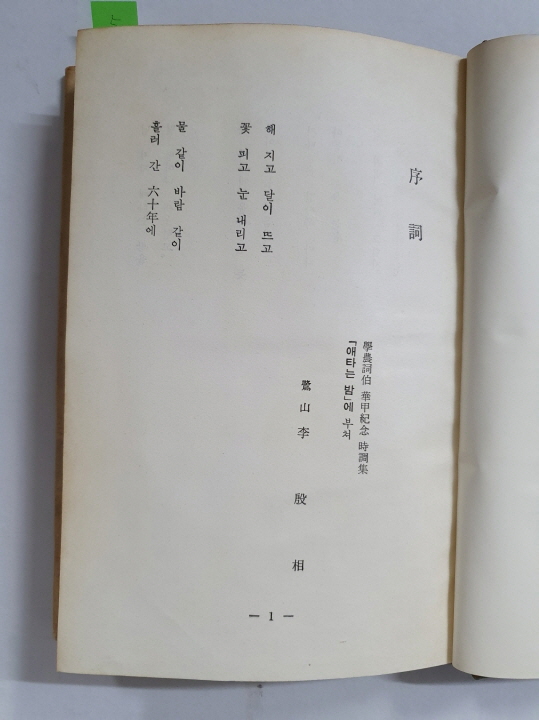 序詞
學農詞伯 華甲紀念 時調集
「애타는 밤」에 부쳐
鷺山 李殷相
해 지고 달이 뜨고
꽃 피고 눈 내리고
물 같이 바람 같이
흘러 간 六十年에
— 1 —